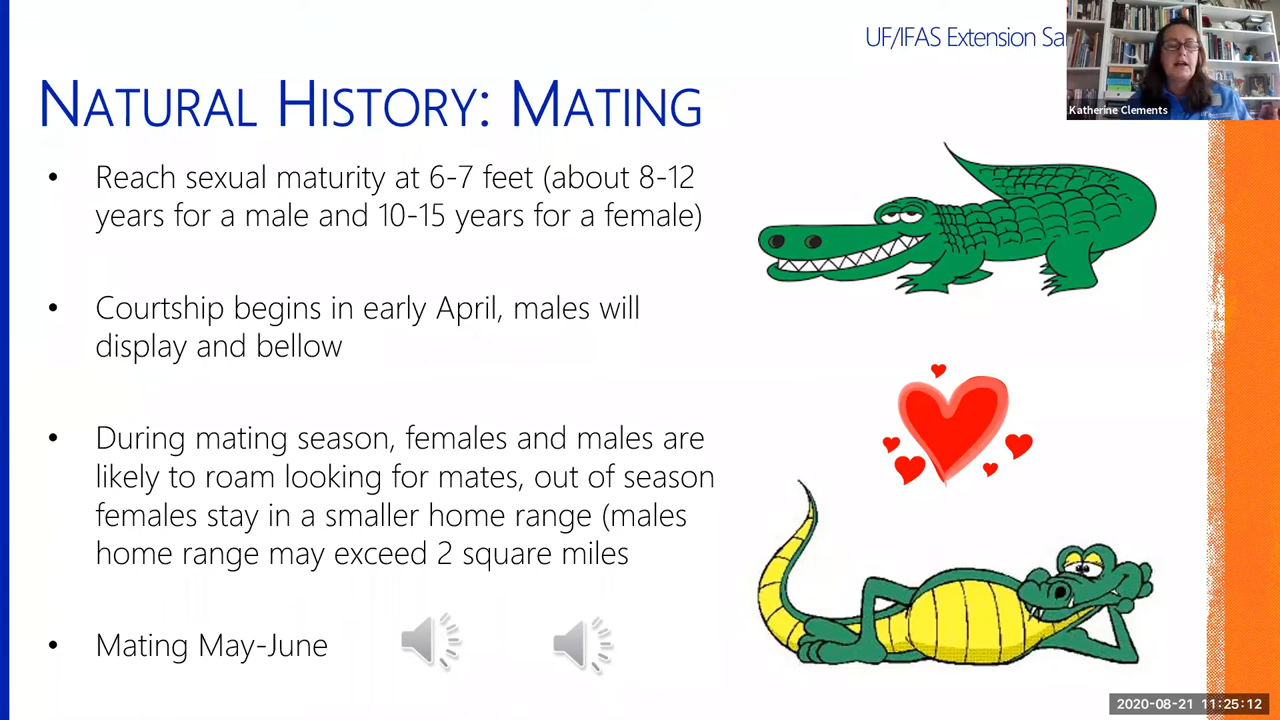 UF/IFAS Extension
Katherine Clements
NATURAL HISTORY: MATING
• Reach sexual maturity at 6-7 feet (about 8-12
years for a male and 10-15 years for a female)
• Courtship begins in early April, males will
display and bellow
• During mating season, females and males are
likely to roam looking for mates, out of season
females stay in a smaller home range (males
home range may exceed 2 square miles
• Mating May-June
2020-08-21 11:25:12